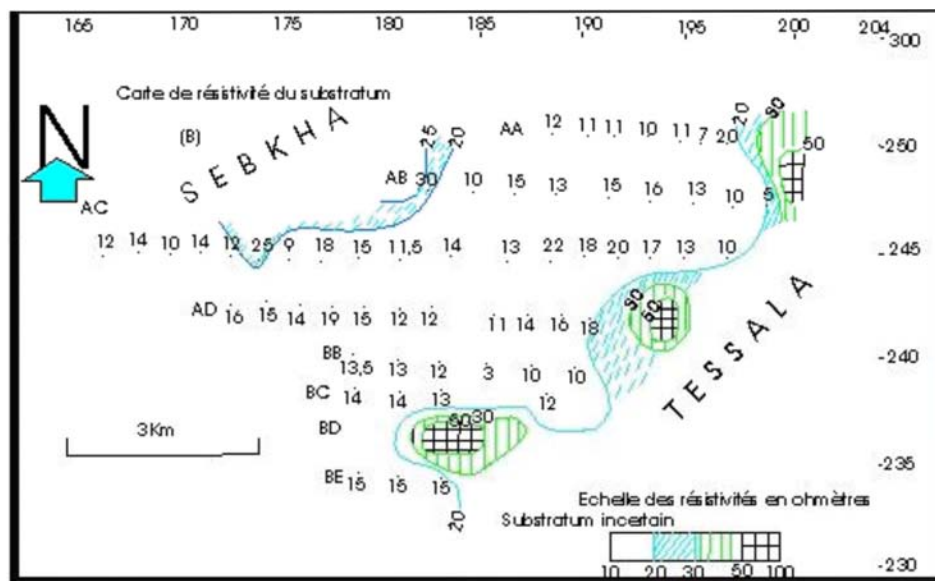 165 170 175 180 185 190 195 200 204
-300
Carte de résistivité du substratum
N
(B)
SEBKHA
25 20
AA 12 11 11 10 11 7 20
20 30 50
-250
AB 30 10 15 13 15 16 13 10 5
AC
12 14 10 14 12 25 9 18 15 11,5 14 13 22 18 20 17 13 10
-245
30 50
AD 16 15 14 19 15 12 12 11 14 16 18
TESSALA
BB
13,5 13 12 3 10 10
-240
BC 14 14 13 12
BD 50 30
3Km
-235
BE 15 15 15
20
Echelle des résistivités en ohmètres
Substratum incertain
10 20 30 50 100
-230